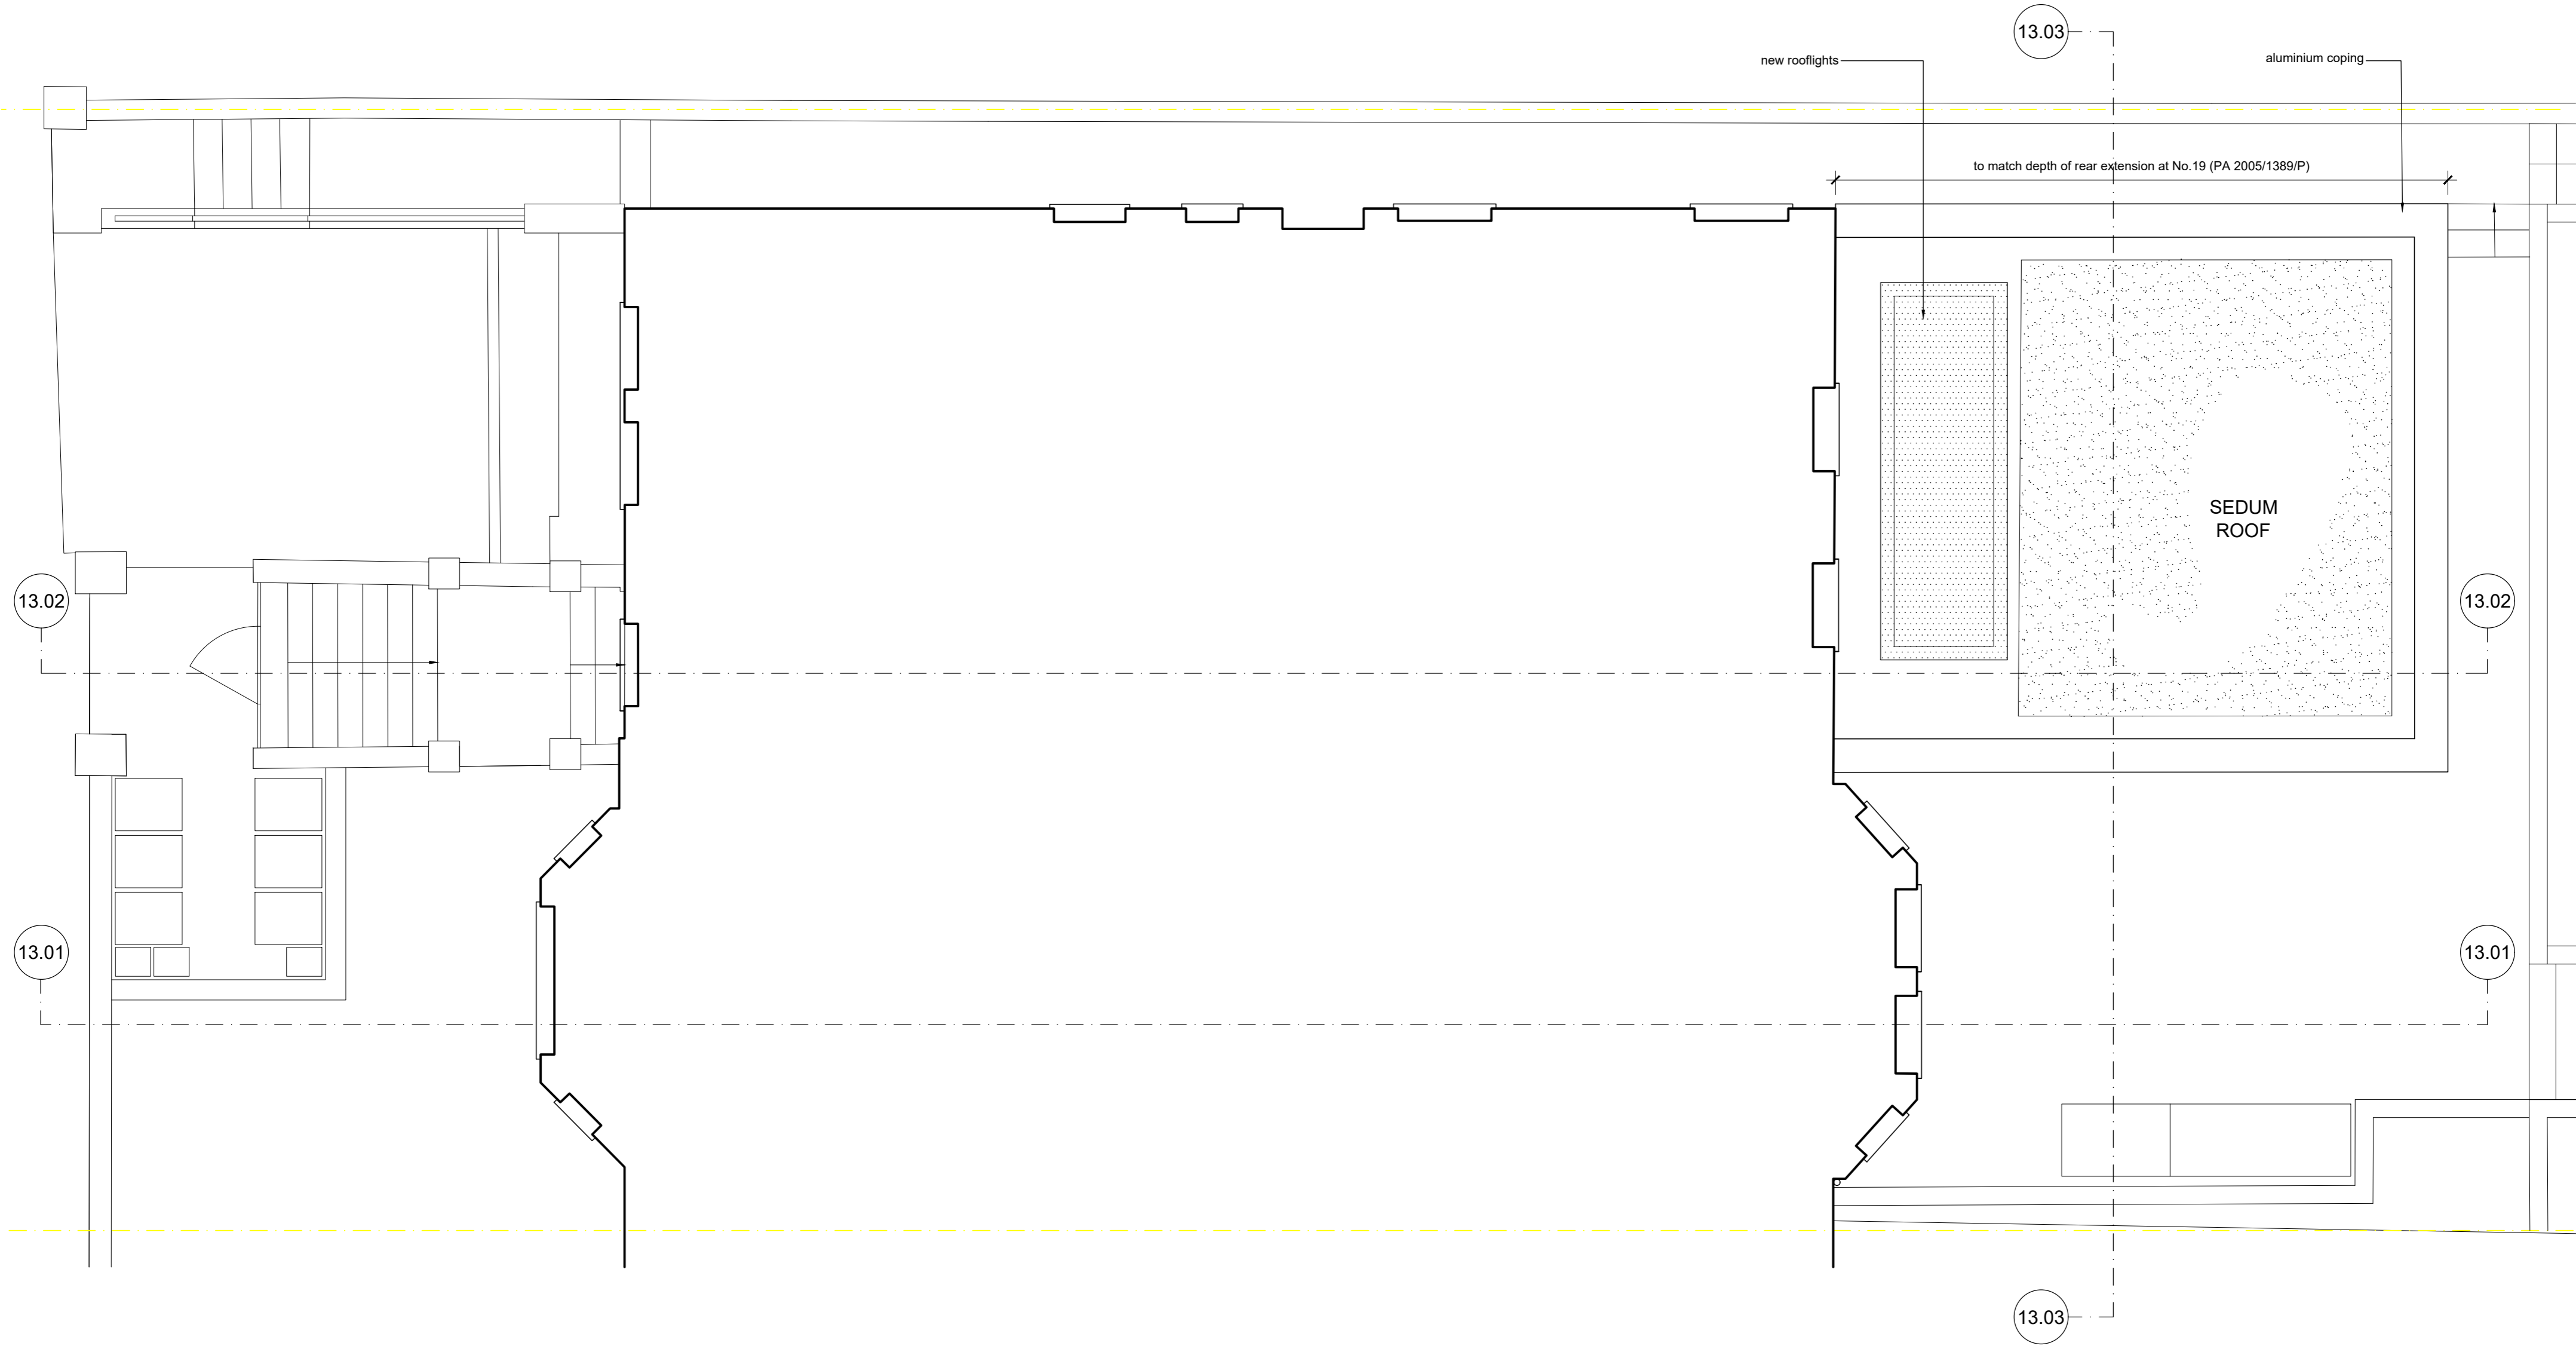 13.03
new rooflights
aluminium coping
to match depth of rear extension at No.19 (PA 2005/1389/P)
SEDUM
ROOF
13.02
13.02
13.01
13.01
13.03